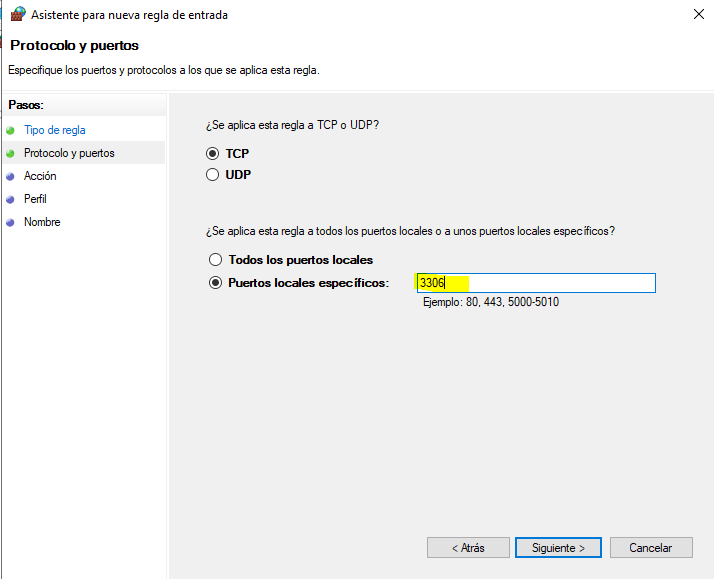 Asistente para nueva regla de entrada
Protocolo y puertos
Especifique los puertos y protocolos a los que se aplica esta regla.
Pasos:
Tipo de regla
Protocolo y puertos
Acción
Perfil
Nombre
¿Se aplica esta regla a TCP o UDP?
TCP
UDP
¿Se aplica esta regla a todos los puertos locales o a unos puertos locales específicos?
Todos los puertos locales
Puertos locales específicos: 3306
Ejemplo: 80, 443, 5000-5010
< Atrás Siguiente > Cancelar